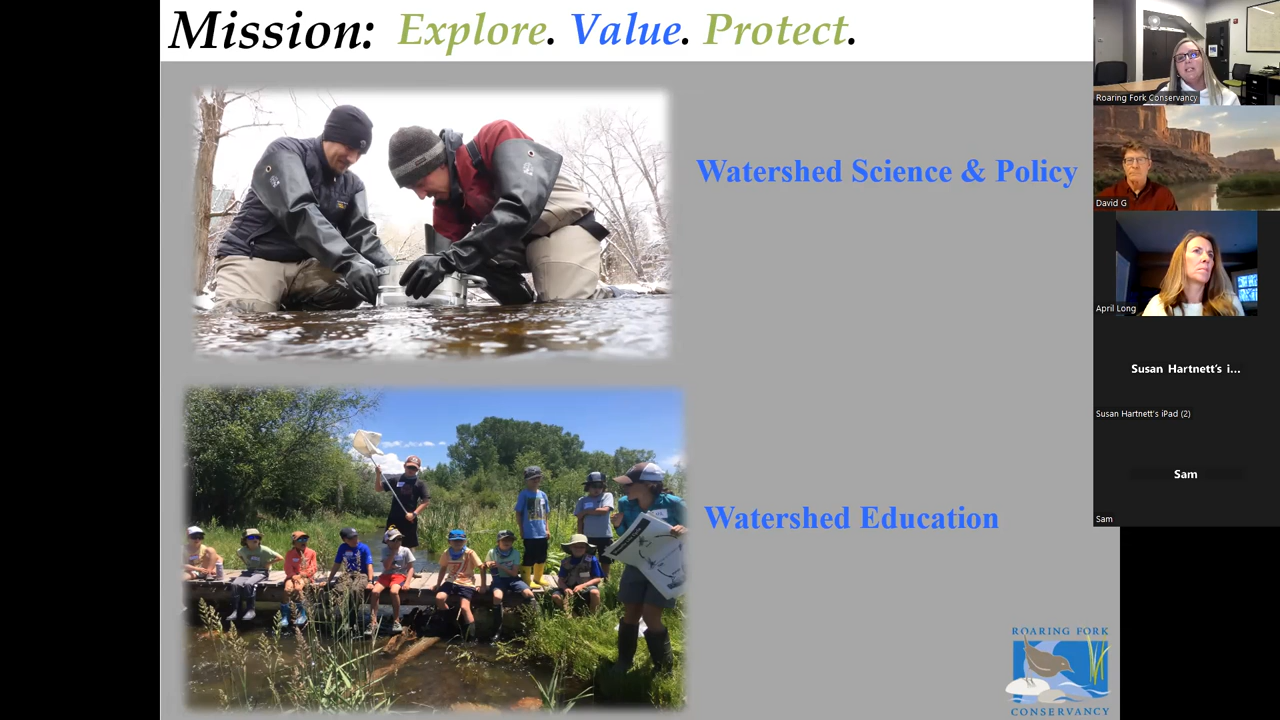 Mission: Explore. Value. Protect.
Watershed Science & Policy
Watershed Education
ROARING FORK
CONSERVANCY
Roaring Fork Conservancy
David G
April Long
Susan Hartnett's i...
Susan Hartnett's iPad (2)
Sam
Sam